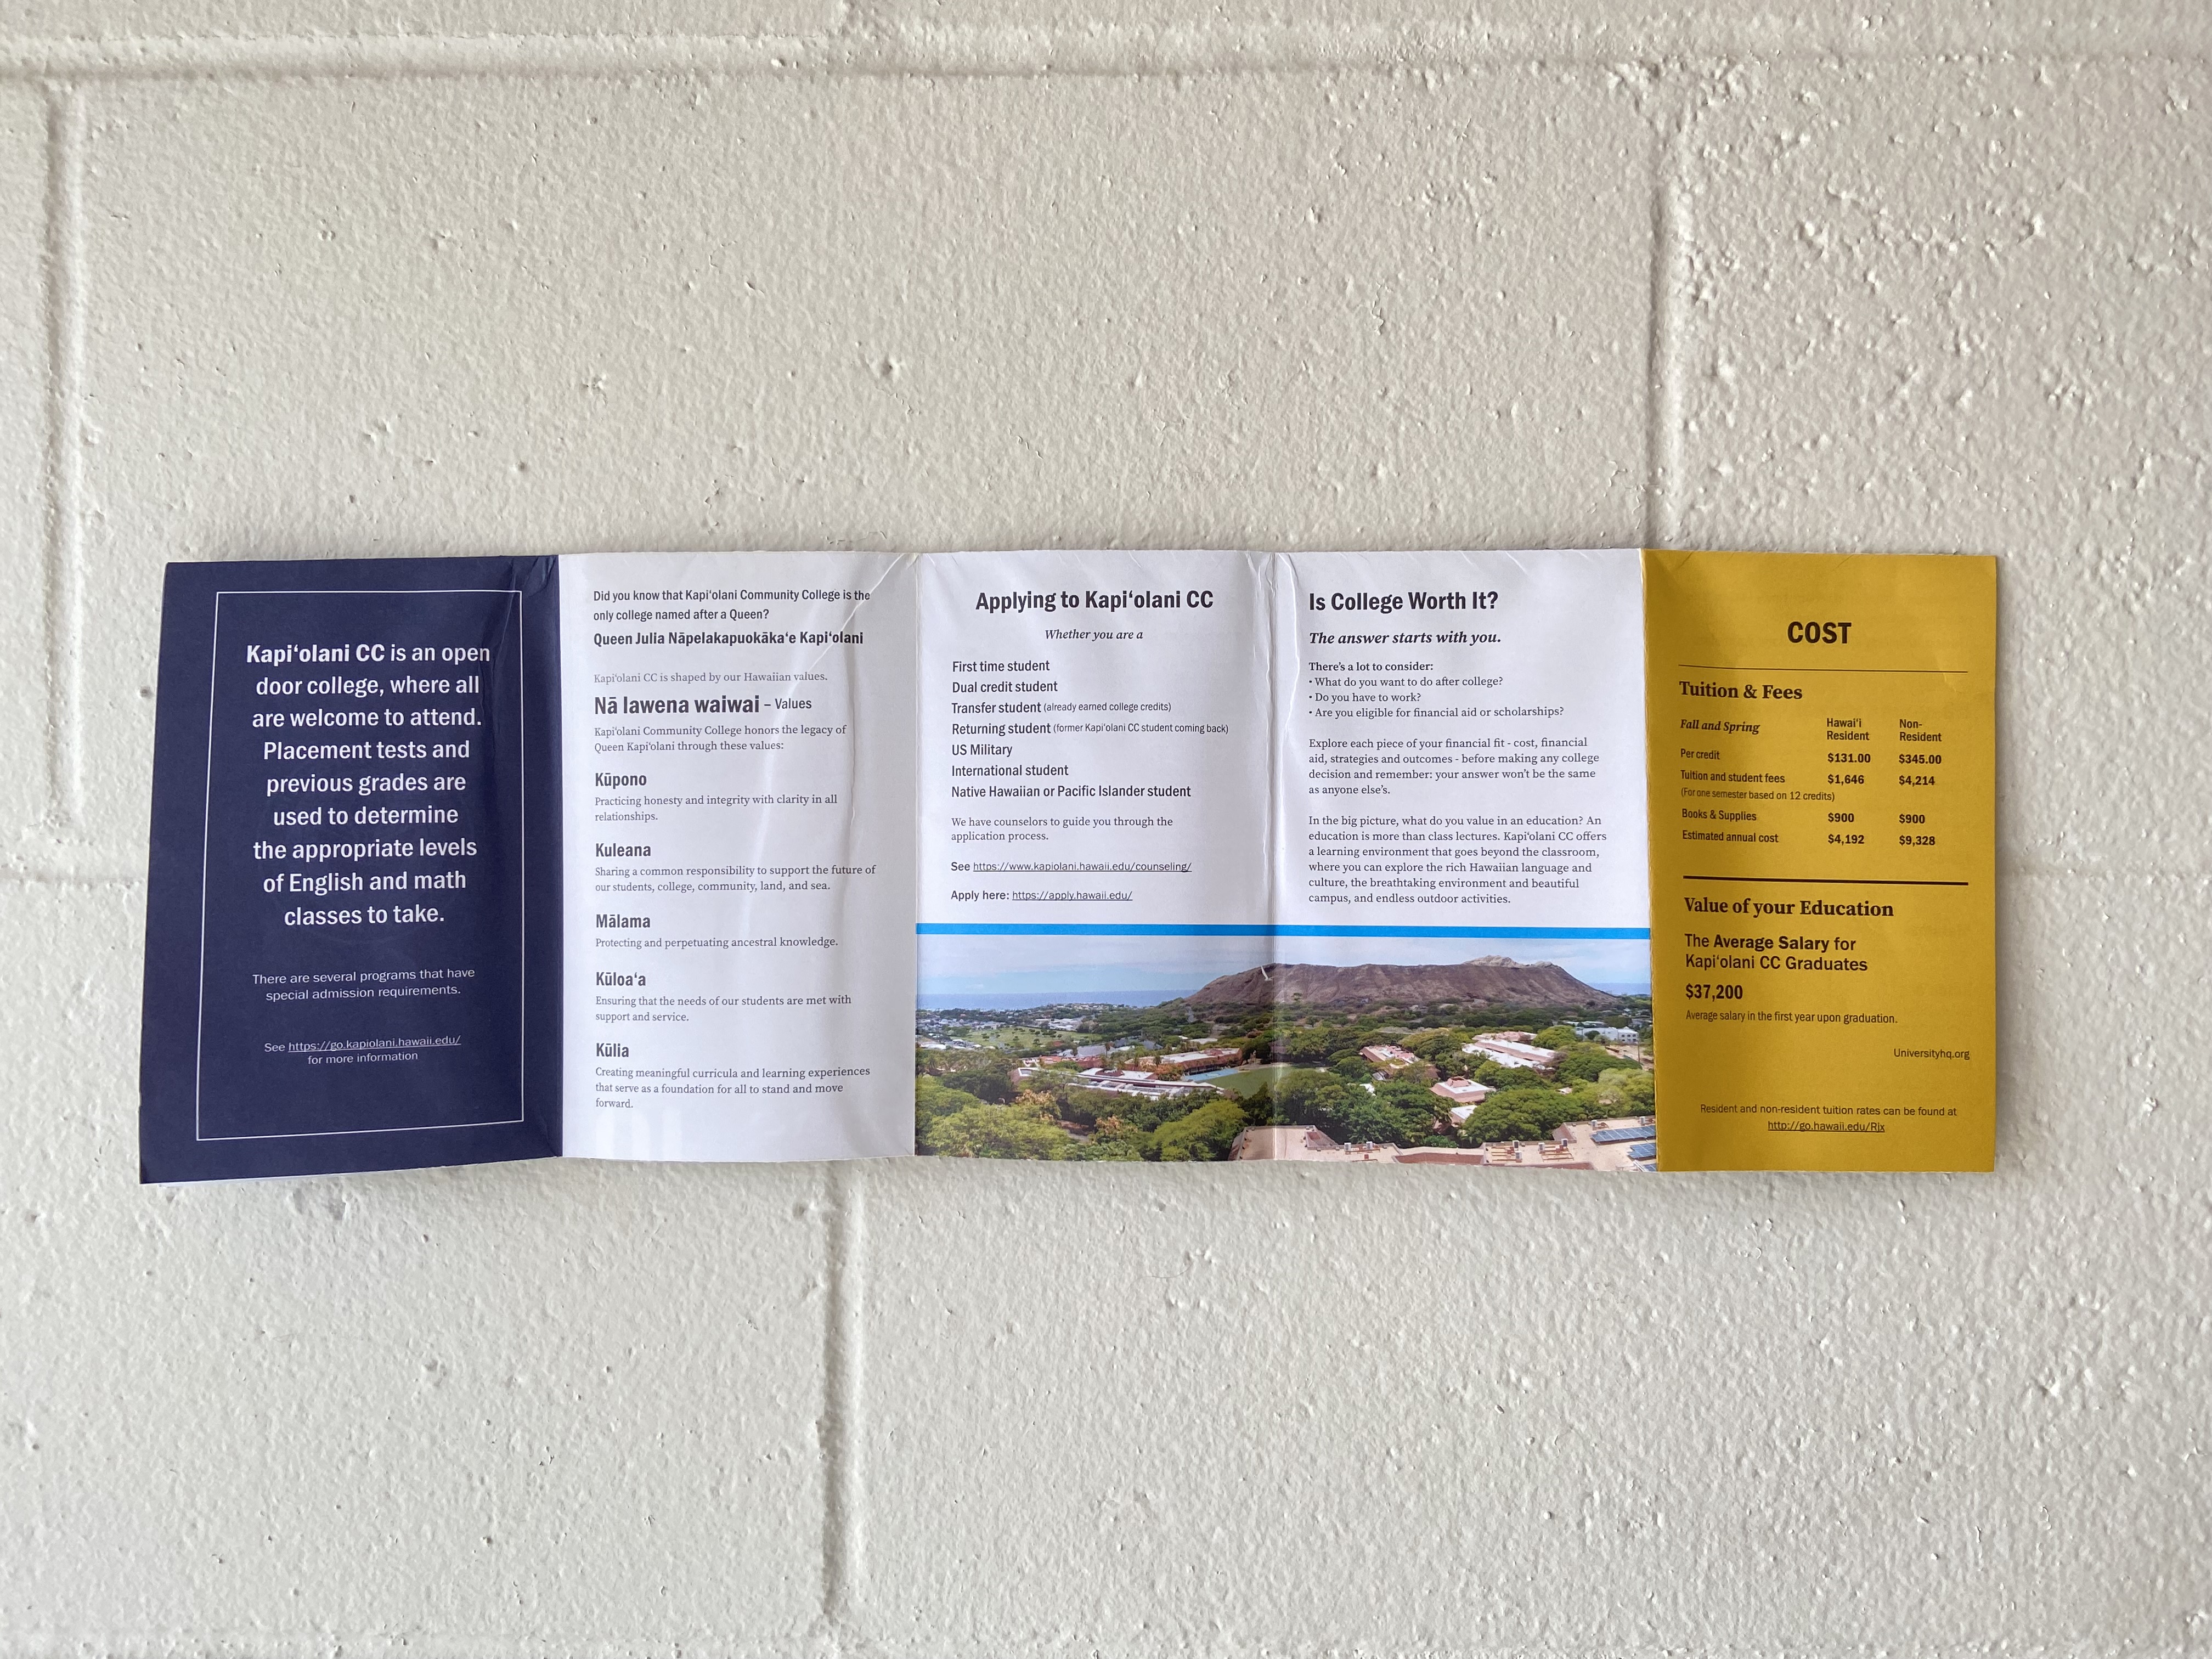 Kapiʻolani CC is an open
door college, where all
are welcome to attend.
Placement tests and
previous grades are
used to determine
the appropriate levels
of English and math
classes to take.
There are several programs that have
special admission requirements.
See https://go.kapiolani.hawaii.edu/
for more information
Did you know that Kapiʻolani Community College is the
only college named after a Queen?
Queen Julia Nāpelakapuokākaʻe Kapiʻolani
Kapiʻolani CC is shaped by our Hawaiian values.
Nā lawena waiwai – Values
Kapiʻolani Community College honors the legacy of
Queen Kapiʻolani through these values:
Kūpono
Practicing honesty and integrity with clarity in all
relationships.
Kuleana
Sharing a common responsibility to support the future of
our students, college, community, land, and sea.
Mālama
Protecting and perpetuating ancestral knowledge.
Kūloaʻa
Ensuring that the needs of our students are met with
support and service.
Kūlia
Creating meaningful curricula and learning experiences
that serve as a foundation for all to stand and move
forward.
Applying to Kapiʻolani CC
Whether you are a
First time student
Dual credit student
Transfer student (already earned college credits)
Returning student (former Kapiʻolani CC student coming back)
US Military
International student
Native Hawaiian or Pacific Islander student
We have counselors to guide you through the
application process.
See https://www.kapiolani.hawaii.edu/counseling/
Apply here: https://apply.hawaii.edu/
Is College Worth It?
The answer starts with you.
There's a lot to consider:
• What do you want to do after college?
• Do you have to work?
• Are you eligible for financial aid or scholarships?
Explore each piece of your financial fit - cost, financial
aid, strategies and outcomes - before making any college
decision and remember: your answer won't be the same
as anyone else's.
In the big picture, what do you value in an education? An
education is more than class lectures. Kapiʻolani CC offers
a learning environment that goes beyond the classroom,
where you can explore the rich Hawaiian language and
culture, the breathtaking environment and beautiful
campus, and endless outdoor activities.
COST
Tuition & Fees
Fall and Spring Hawaiʻi Resident Non-Resident
Per credit $131.00 $345.00
Tuition and student fees $1,646 $4,214
(For one semester based on 12 credits)
Books & Supplies $900 $900
Estimated annual cost $4,192 $9,328
Value of your Education
The Average Salary for
Kapiʻolani CC Graduates
$37,200
Average salary in the first year upon graduation.
Universityhq.org
Resident and non-resident tuition rates can be found at
http://go.hawaii.edu/Rjx